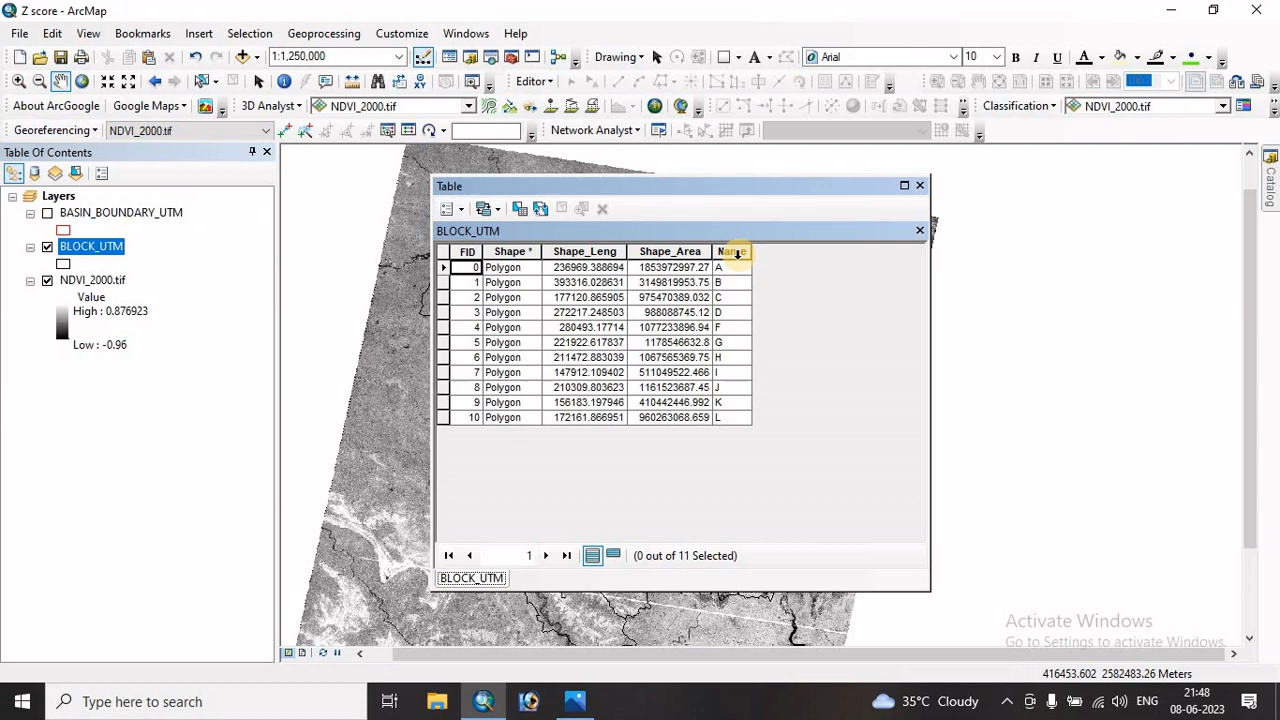 Z score - ArcMap
File Edit View Bookmarks Insert Selection Geoprocessing Customize Windows Help
1:1,250,000 Drawing Arial 10 B I U A
Editor
About ArcGoogle Google Maps 3D Analyst NDVI_2000.tif Classification NDVI_2000.tif
Georeferencing NDVI_2000.tif Network Analyst
Table Of Contents
Layers
BASIN_BOUNDARY_UTM
BLOCK_UTM
NDVI_2000.tif
Value
High : 0.876923
Low : -0.96
Catalog
Table
BLOCK_UTM
FID Shape * Shape_Leng Shape_Area Name
0 Polygon 236969.388694 1853972997.27 A
1 Polygon 393316.028631 3149819953.75 B
2 Polygon 177120.865905 975470389.032 C
3 Polygon 272217.248503 988088745.12 D
4 Polygon 280493.17714 1077233896.94 F
5 Polygon 221922.617837 1178546632.8 G
6 Polygon 211472.883039 1067565369.75 H
7 Polygon 147912.109402 511049522.466 I
8 Polygon 210309.803623 1161523687.45 J
9 Polygon 156183.197946 410442446.992 K
10 Polygon 172161.866951 960263068.659 L
1 (0 out of 11 Selected)
BLOCK_UTM
Activate Windows
Go to Settings to activate Windows.
416453.602 2582483.26 Meters
Type here to search
35°C Cloudy
ENG
21:48
08-06-2023